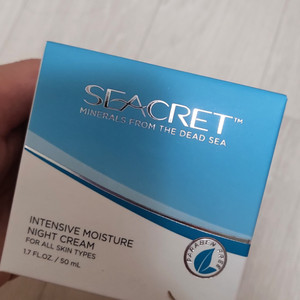 SEACRET™
MINERALS FROM THE DEAD SEA
INTENSIVE MOISTURE
NIGHT CREAM
FOR ALL SKIN TYPES
1.7 FL.OZ. / 50 mL
PARABEN FREE